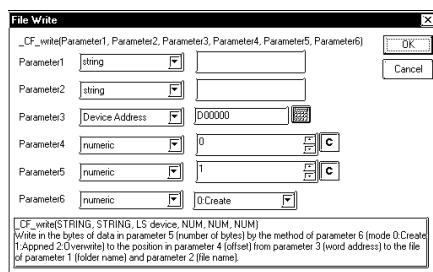 File Write
_CF_write(Parameter1, Parameter2, Parameter3, Parameter4, Parameter5, Parameter6)
OK
Cancel
Parameter1 string
Parameter2 string
Parameter3 Device Address D00000
Parameter4 numeric 0 C
Parameter5 numeric 1 C
Parameter6 numeric 0:Create
_CF_write(STRING, STRING, LS device, NUM, NUM, NUM)
Write in the bytes of data in parameter 5 (number of bytes) by the method of parameter 6 (mode 0:Create
1:Appned 2:Overwrite) to the position in parameter 4 (offset) from parameter 3 (word address) to the file
of parameter 1 (folder name) and parameter 2 (file name).